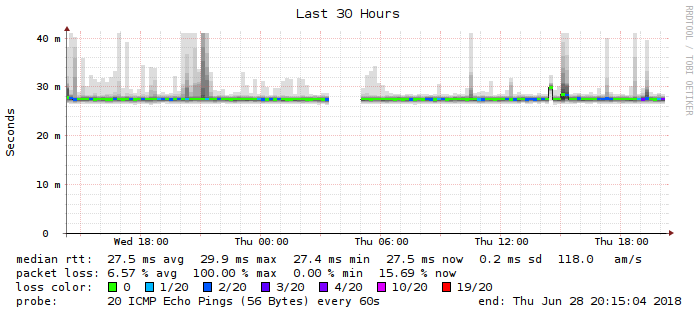 Last 30 Hours
RRDTOOL / TOBI OETIKER
Seconds
40 m
30 m
20 m
10 m
0
Wed 18:00 Thu 00:00 Thu 06:00 Thu 12:00 Thu 18:00
median rtt: 27.5 ms avg 29.9 ms max 27.4 ms min 27.5 ms now 0.2 ms sd 118.0 am/s
packet loss: 6.57 % avg 100.00 % max 0.00 % min 15.69 % now
loss color: 0 1/20 2/20 3/20 4/20 10/20 19/20
probe: 20 ICMP Echo Pings (56 Bytes) every 60s end: Thu Jun 28 20:15:04 2018